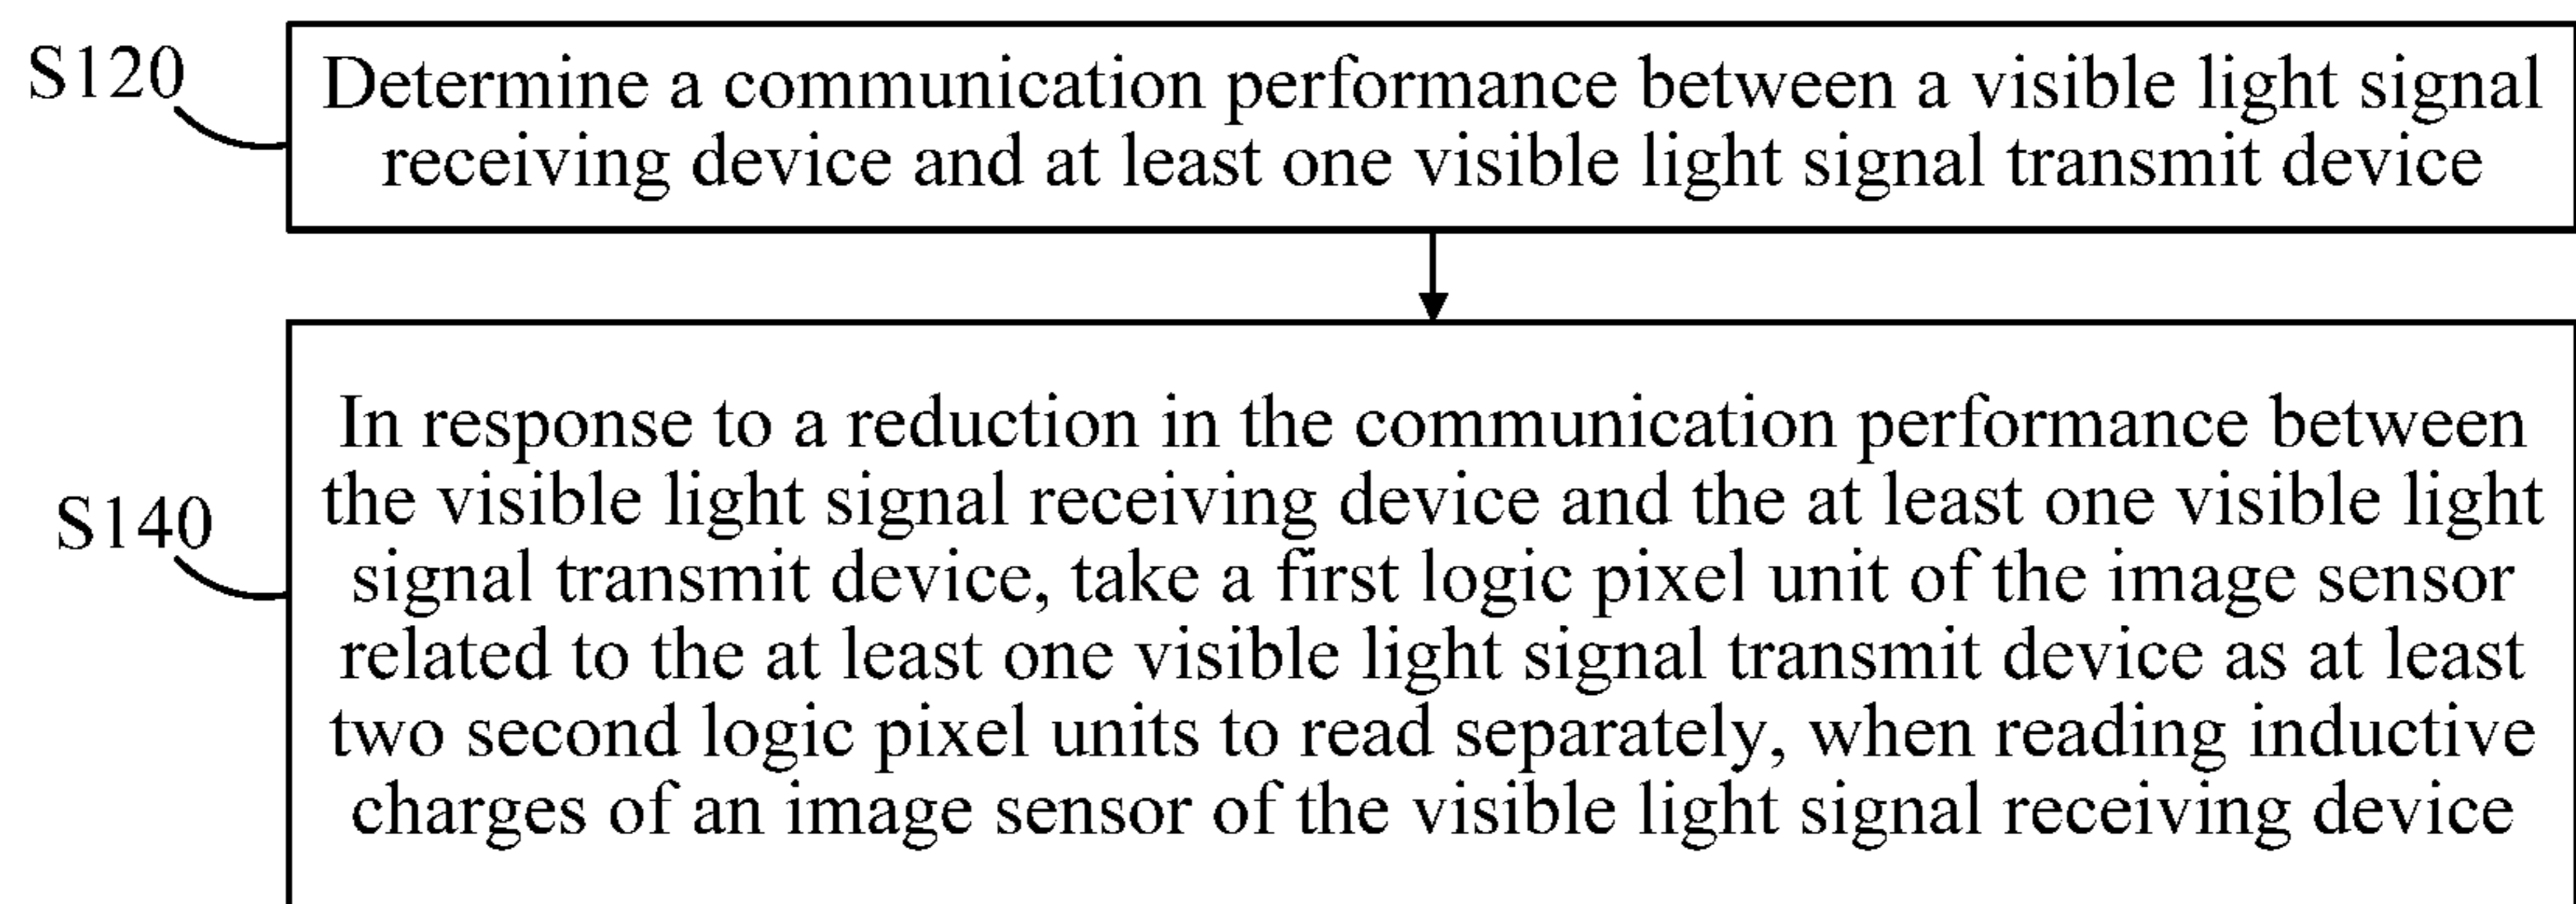 S120
Determine a communication performance between a visible light signal
receiving device and at least one visible light signal transmit device
S140
In response to a reduction in the communication performance between
the visible light signal receiving device and the at least one visible light
signal transmit device, take a first logic pixel unit of the image sensor
related to the at least one visible light signal transmit device as at least
two second logic pixel units to read separately, when reading inductive
charges of an image sensor of the visible light signal receiving device